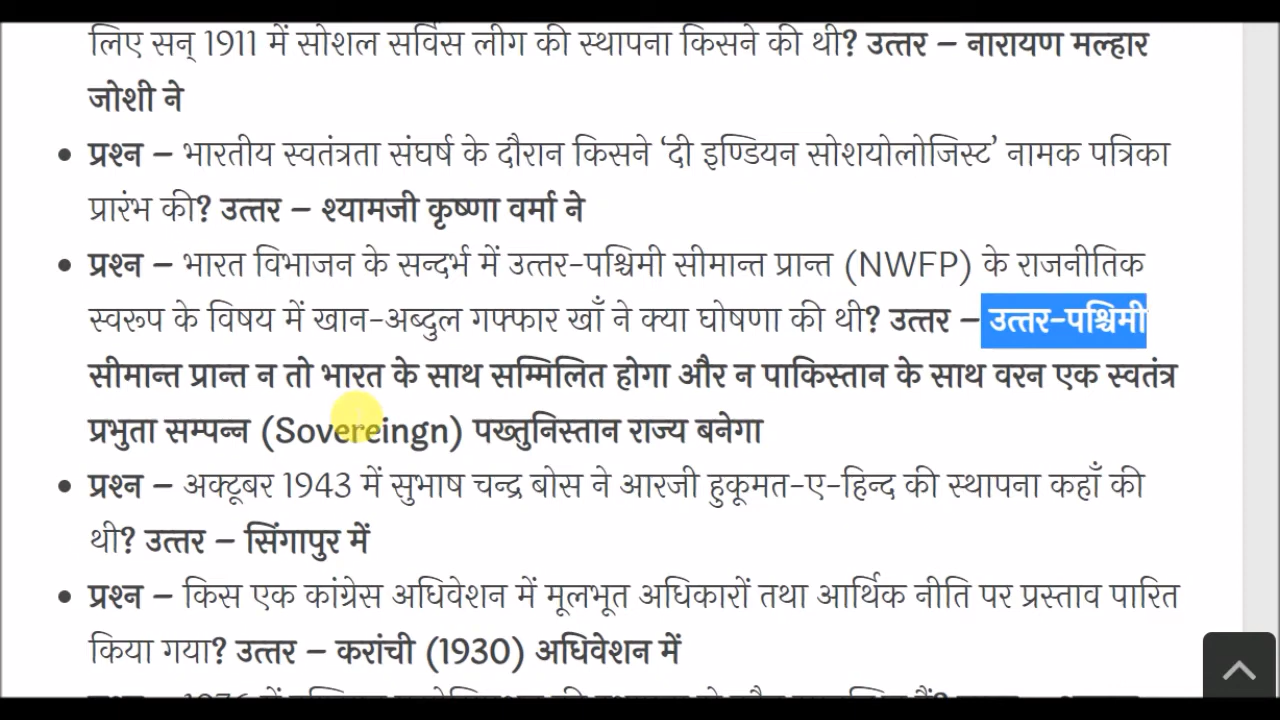 लिए सन् 1911 में सोशल सर्विस लीग की स्थापना किसने की थी? उत्तर – नारायण मल्हार
जोशी ने
प्रश्न – भारतीय स्वतंत्रता संघर्ष के दौरान किसने ‘दी इण्डियन सोशयोलोजिस्ट’ नामक पत्रिका
प्रारंभ की? उत्तर – श्यामजी कृष्णा वर्मा ने
प्रश्न – भारत विभाजन के सन्दर्भ में उत्तर-पश्चिमी सीमान्त प्रान्त (NWFP) के राजनीतिक
स्वरूप के विषय में खान-अब्दुल गफ्फार खाँ ने क्या घोषणा की थी? उत्तर – उत्तर-पश्चिमी
सीमान्त प्रान्त न तो भारत के साथ सम्मिलित होगा और न पाकिस्तान के साथ वरन एक स्वतंत्र
प्रभुता सम्पन्न (Sovereingn) पख्तुनिस्तान राज्य बनेगा
प्रश्न – अक्टूबर 1943 में सुभाष चन्द्र बोस ने आरजी हुकूमत-ए-हिन्द की स्थापना कहाँ की
थी? उत्तर – सिंगापुर में
प्रश्न – किस एक कांग्रेस अधिवेशन में मूलभूत अधिकारों तथा आर्थिक नीति पर प्रस्ताव पारित
किया गया? उत्तर – करांची (1930) अधिवेशन में